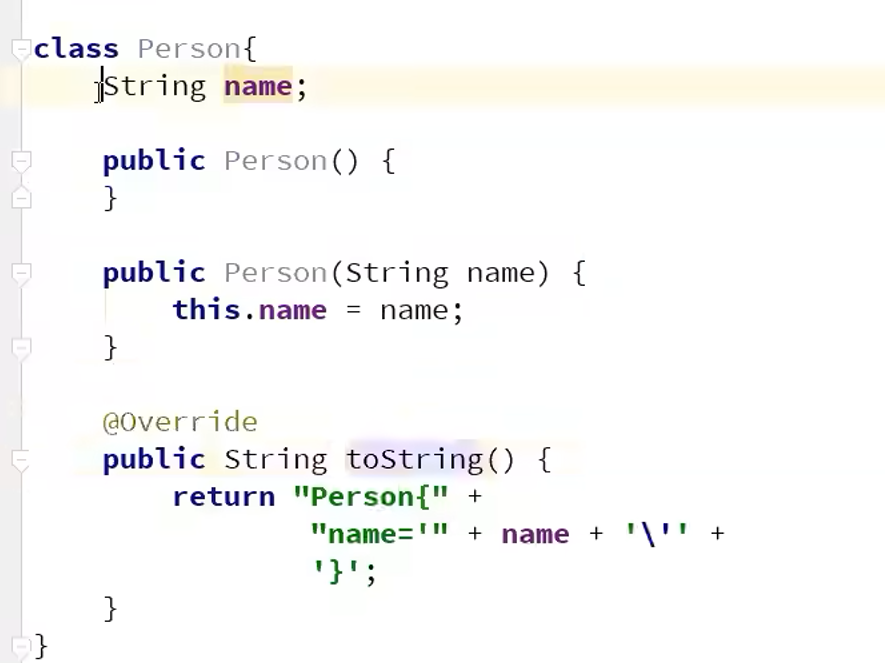 class Person{
    String name;

    public Person() {
    }

    public Person(String name) {
        this.name = name;
    }

    @Override
    public String toString() {
        return "Person{" +
                "name='" + name + '\'' +
                '}';
    }
}